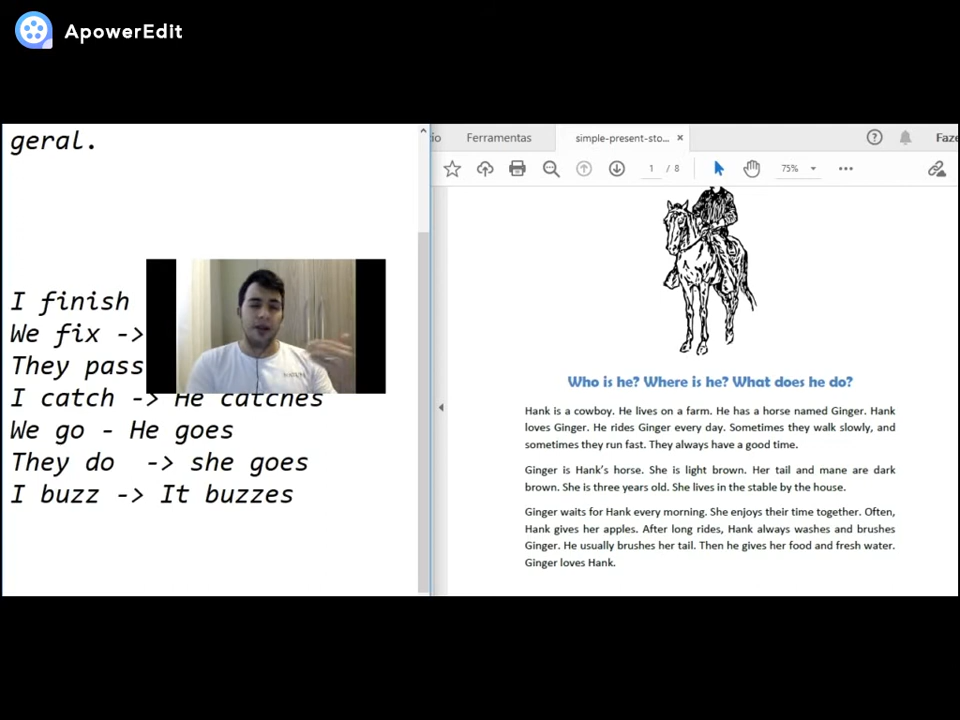 ApowerEdit
geral.
I finish
We fix ->
They pass
I catch -> He catches
We go - He goes
They do -> she goes
I buzz -> It buzzes
Ferramentas
simple-present-sto... ×
?
1 / 8
75%
Who is he? Where is he? What does he do?
Hank is a cowboy. He lives on a farm. He has a horse named Ginger. Hank
loves Ginger. He rides Ginger every day. Sometimes they walk slowly, and
sometimes they run fast. They always have a good time.
Ginger is Hank's horse. She is light brown. Her tail and mane are dark
brown. She is three years old. She lives in the stable by the house.
Ginger waits for Hank every morning. She enjoys their time together. Often,
Hank gives her apples. After long rides, Hank always washes and brushes
Ginger. He usually brushes her tail. Then he gives her food and fresh water.
Ginger loves Hank.